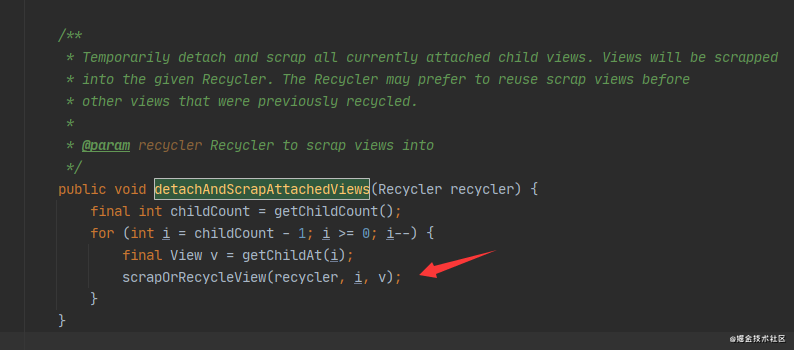 /**
 * Temporarily detach and scrap all currently attached child views. Views will be scrapped
 * into the given Recycler. The Recycler may prefer to reuse scrap views before
 * other views that were previously recycled.
 *
 * @param recycler Recycler to scrap views into
 */
public void detachAndScrapAttachedViews(Recycler recycler) {
    final int childCount = getChildCount();
    for (int i = childCount - 1; i >= 0; i--) {
        final View v = getChildAt(i);
        scrapOrRecycleView(recycler, i, v);
    }
}
@掘金技术社区